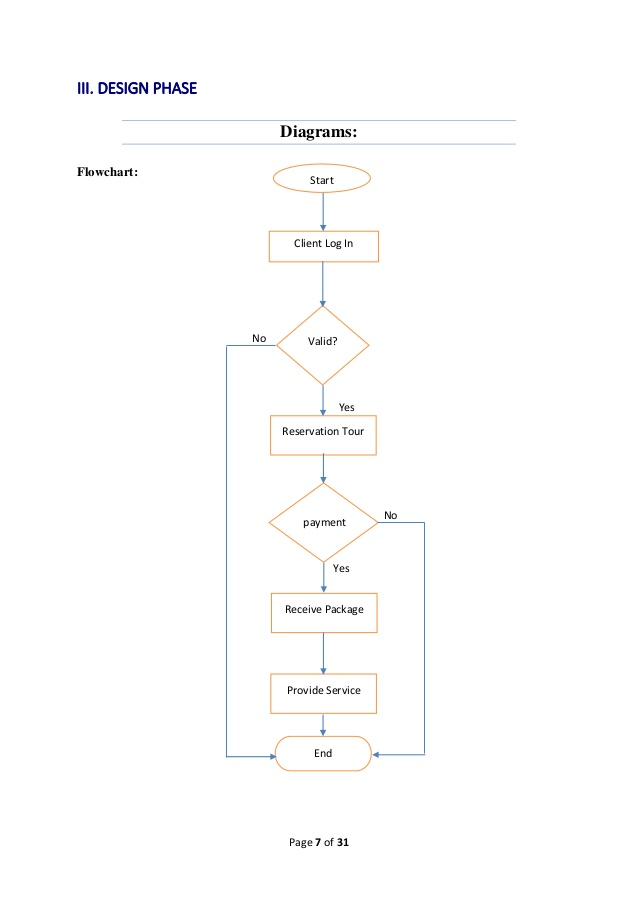 III. DESIGN PHASE
Diagrams:
Flowchart:
Start
Client Log In
Valid?
No
Yes
Reservation Tour
payment
No
Yes
Receive Package
Provide Service
End
Page 7 of 31